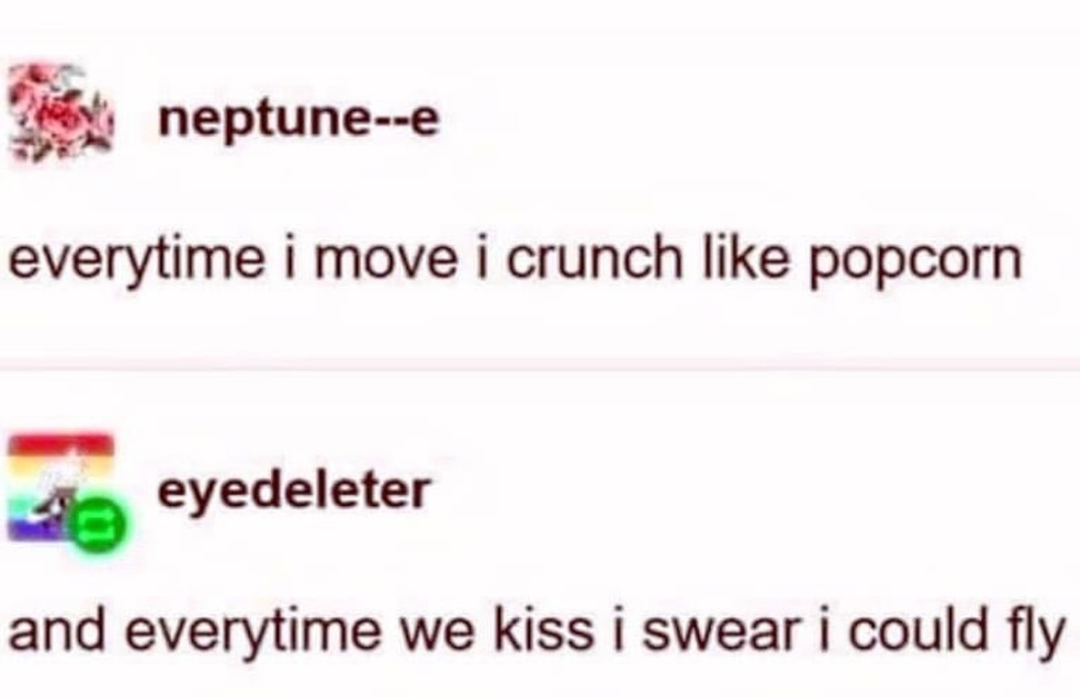 neptune--e
everytime i move i crunch like popcorn
eyedeleter
and everytime we kiss i swear i could fly